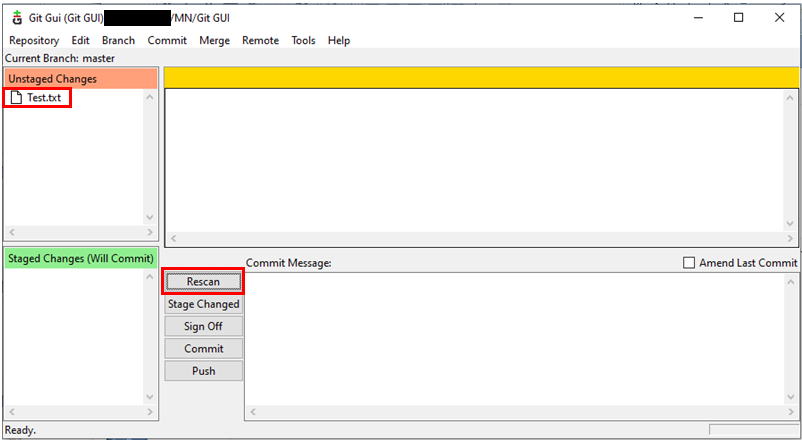 Git Gui (Git GUI) /MN/Git GUI
Repository Edit Branch Commit Merge Remote Tools Help
Current Branch: master
Unstaged Changes
Test.txt
Staged Changes (Will Commit)
Commit Message:
Amend Last Commit
Rescan
Stage Changed
Sign Off
Commit
Push
Ready.